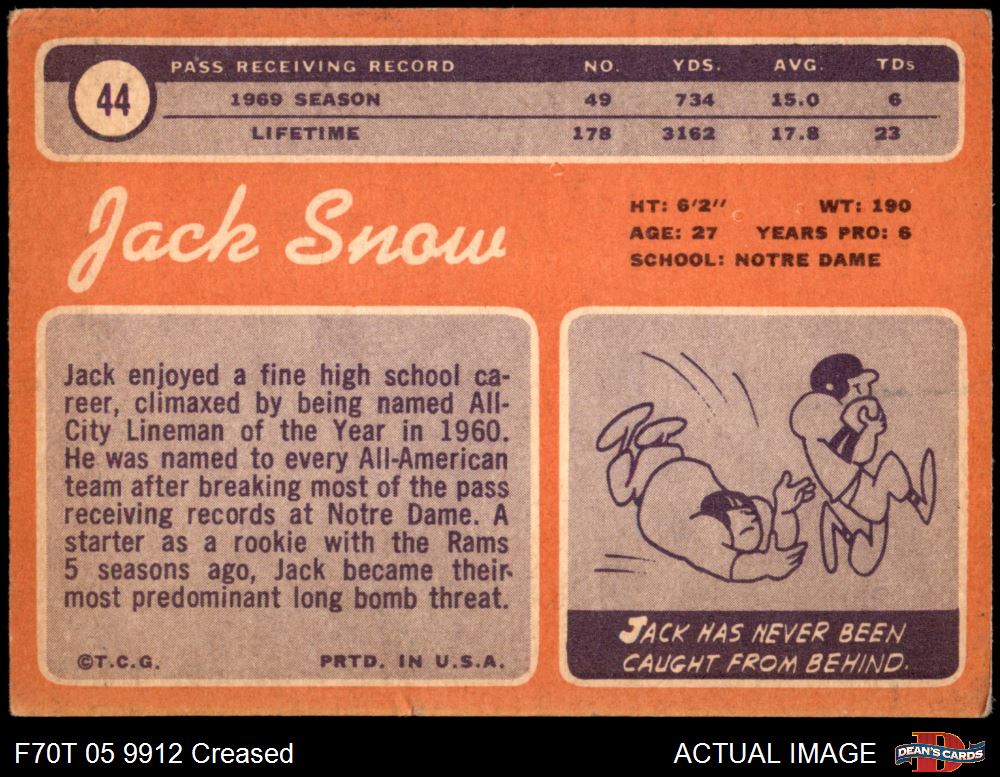 44
PASS RECEIVING RECORD NO. YDS. AVG. TDs
1969 SEASON 49 734 15.0 6
LIFETIME 178 3162 17.8 23
Jack Snow
HT: 6'2" WT: 190
AGE: 27 YEARS PRO: 6
SCHOOL: NOTRE DAME
Jack enjoyed a fine high school ca-
reer, climaxed by being named All-
City Lineman of the Year in 1960.
He was named to every All-American
team after breaking most of the pass
receiving records at Notre Dame. A
starter as a rookie with the Rams
5 seasons ago, Jack became their
most predominant long bomb threat.
©T.C.G. PRTD. IN U.S.A.
JACK HAS NEVER BEEN
CAUGHT FROM BEHIND.
F70T 05 9912 Creased ACTUAL IMAGE DEAN'S CARDS